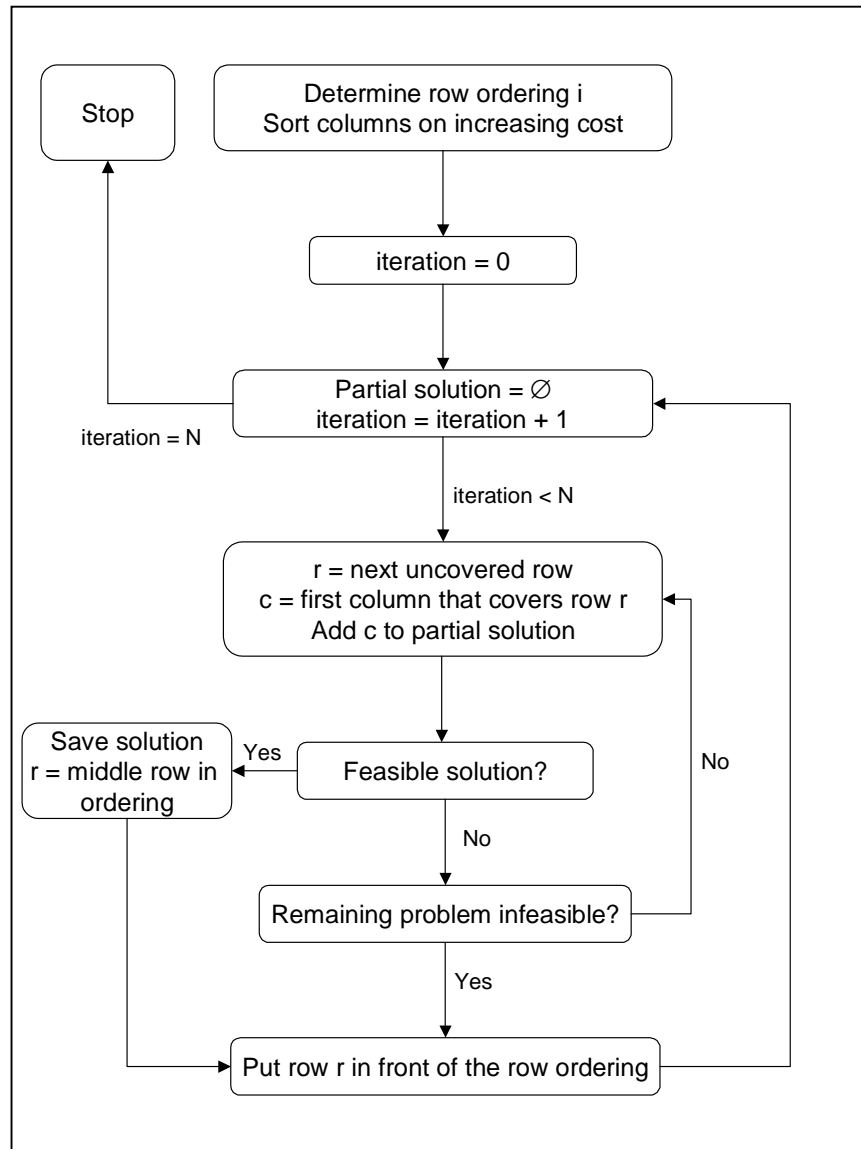 Stop
Determine row ordering i
Sort columns on increasing cost
iteration = 0
Partial solution = ∅
iteration = iteration + 1
iteration = N
iteration < N
r = next uncovered row
c = first column that covers row r
Add c to partial solution
Save solution
r = middle row in
ordering
Yes
Feasible solution?
No
No
Remaining problem infeasible?
Yes
Put row r in front of the row ordering